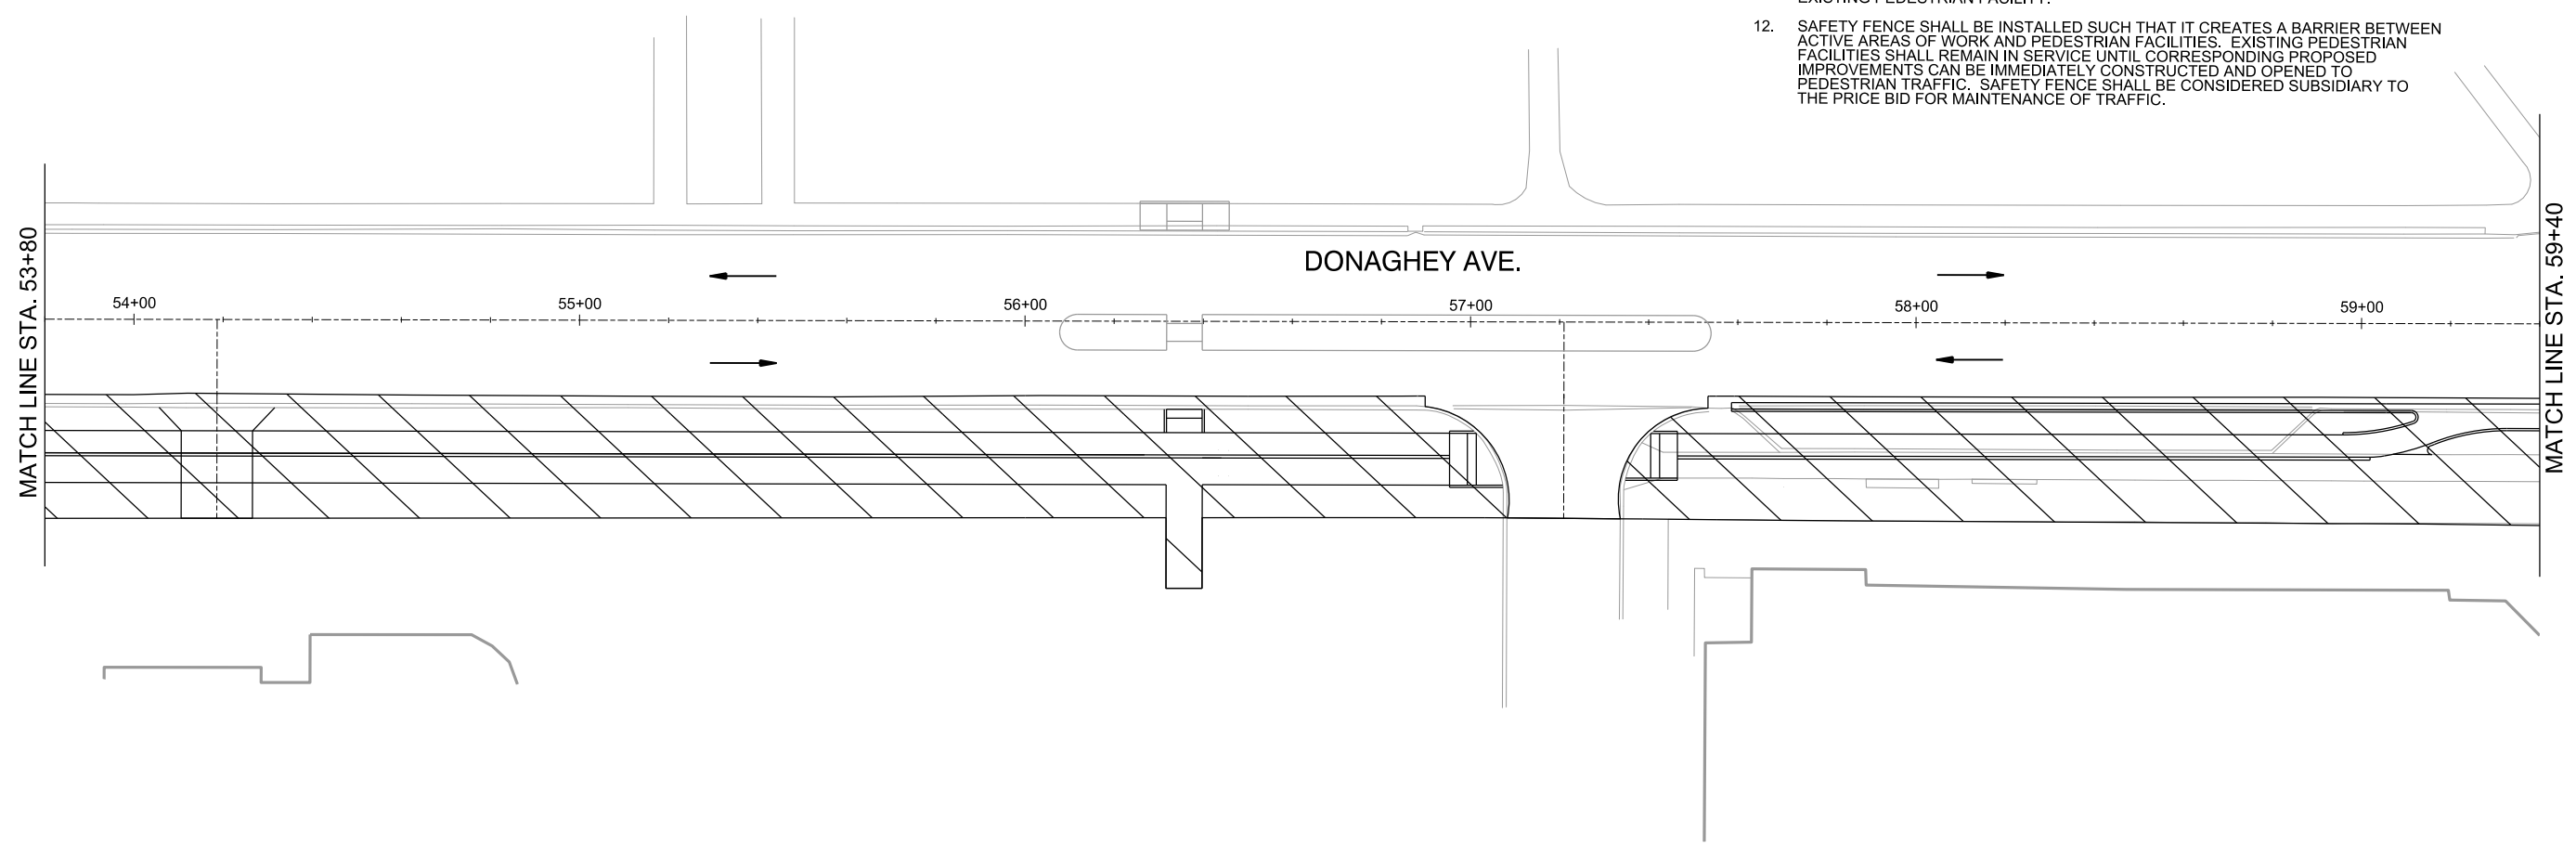 EXISTING PEDESTRIAN FACILITY.
12. SAFETY FENCE SHALL BE INSTALLED SUCH THAT IT CREATES A BARRIER BETWEEN
ACTIVE AREAS OF WORK AND PEDESTRIAN FACILITIES. EXISTING PEDESTRIAN
FACILITIES SHALL REMAIN IN SERVICE UNTIL CORRESPONDING PROPOSED
IMPROVEMENTS CAN BE IMMEDIATELY CONSTRUCTED AND OPENED TO
PEDESTRIAN TRAFFIC. SAFETY FENCE SHALL BE CONSIDERED SUBSIDIARY TO
THE PRICE BID FOR MAINTENANCE OF TRAFFIC.
MATCH LINE STA. 53+80
DONAGHEY AVE.
54+00
55+00
56+00
57+00
58+00
59+00
MATCH LINE STA. 59+40